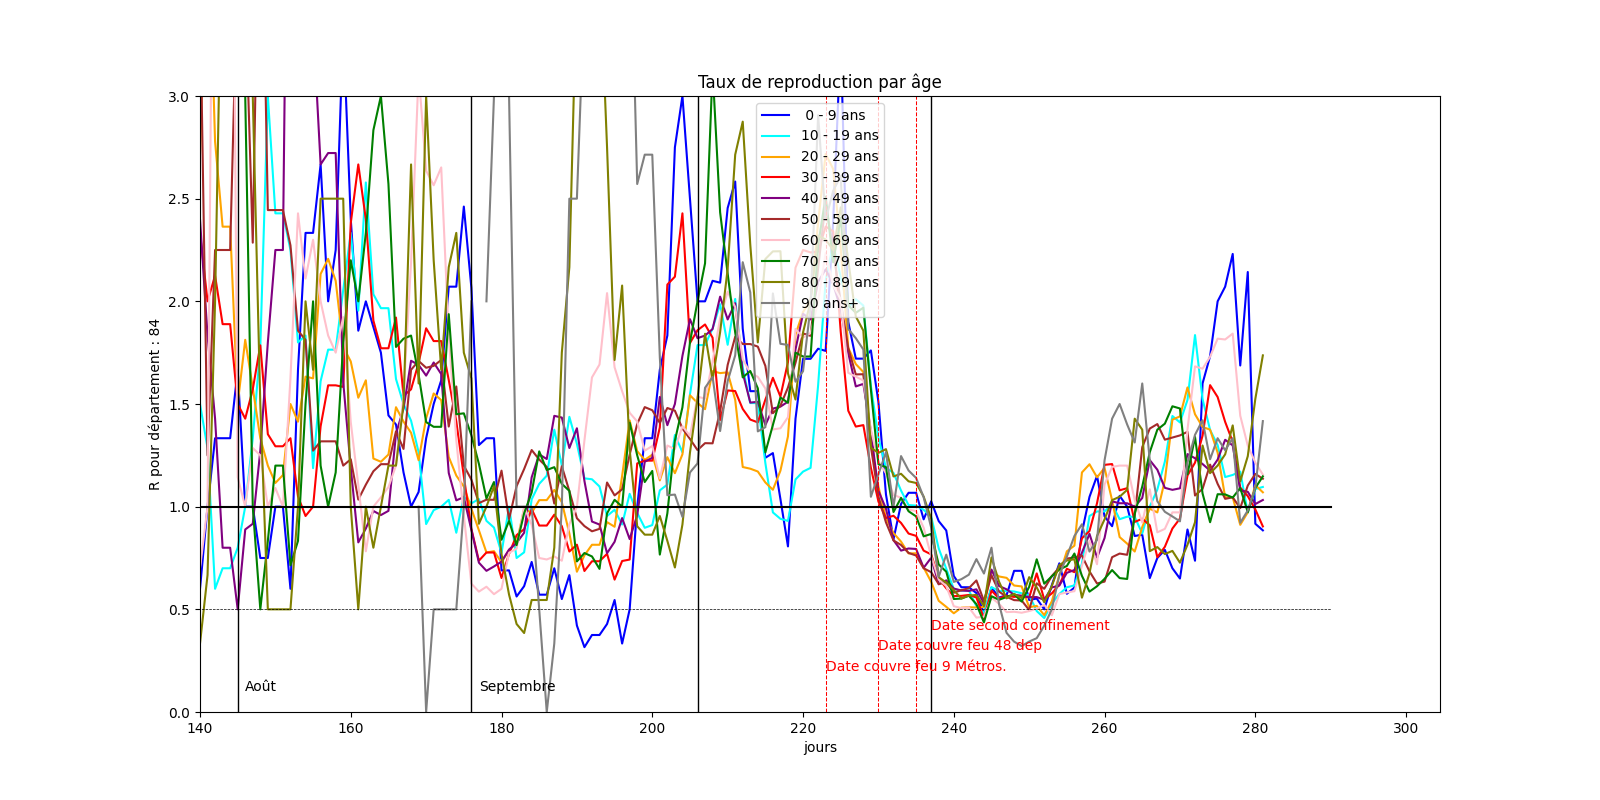 Taux de reproduction par âge
R pour département : 84
3.0
2.5
2.0
1.5
1.0
0.5
0.0
0 - 9 ans
10 - 19 ans
20 - 29 ans
30 - 39 ans
40 - 49 ans
50 - 59 ans
60 - 69 ans
70 - 79 ans
80 - 89 ans
90 ans+
Date second confinement
Date couvre feu 48 dep
Date couvre feu 9 Métros.
Août
Septembre
140 160 180 200 220 240 260 280 300
jours